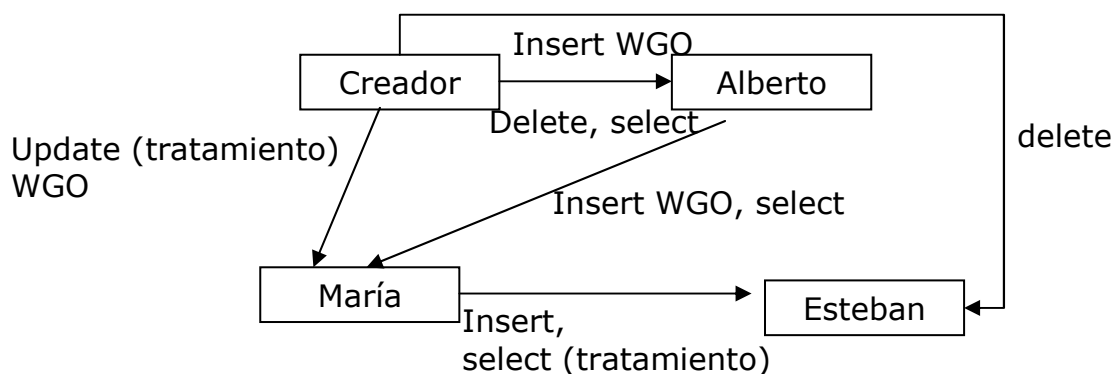 Insert WGO
Creador
Alberto
Delete, select
delete
Update (tratamiento)
WGO
Insert WGO, select
María
Esteban
Insert,
select (tratamiento)